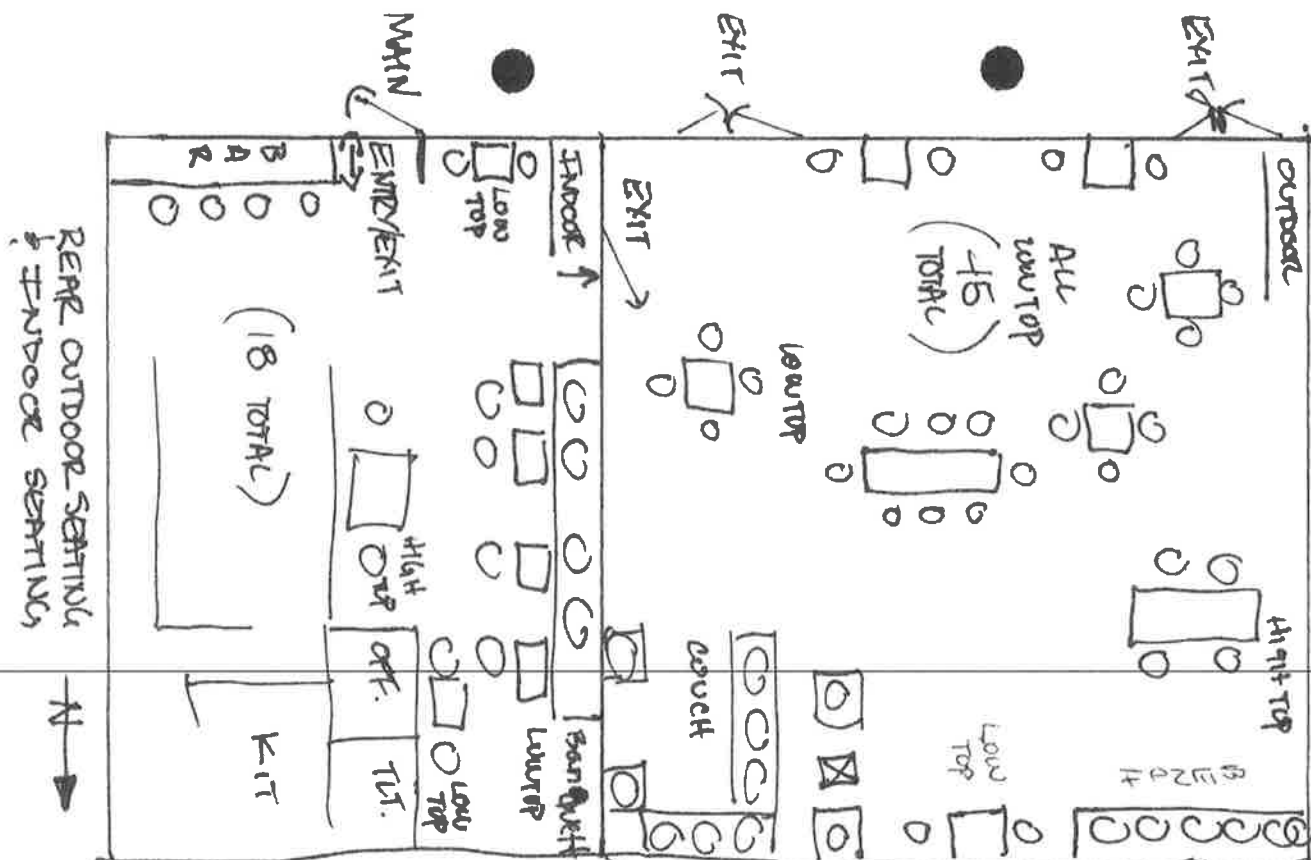 REAR OUTDOOR SEATING
& INDOOR SEATING
N
MAIN
EXIT
EXIT
BAR
ENTRY/EXIT
LOW
TOP
INDOOR
EXIT
OUTDOOR
ALL
LOWTOP
(45
TOTAL)
LOWTOP
(18 TOTAL)
HIGH
TOP
OFF.
TLT.
KIT
LOW
TOP
LOWTOP
COUCH
HIGH TOP
LOW
TOP
BENCH